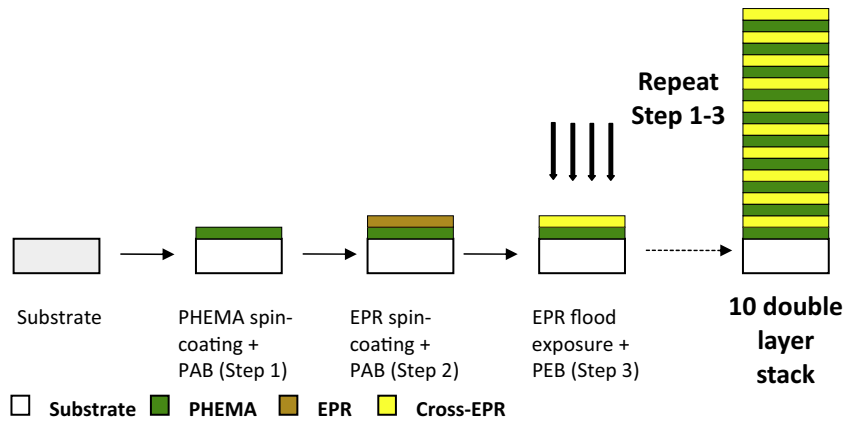 Repeat
Step 1-3
Substrate
PHEMA spin-
coating +
PAB (Step 1)
EPR spin-
coating +
PAB (Step 2)
EPR flood
exposure +
PEB (Step 3)
10 double
layer
stack
Substrate PHEMA EPR Cross-EPR